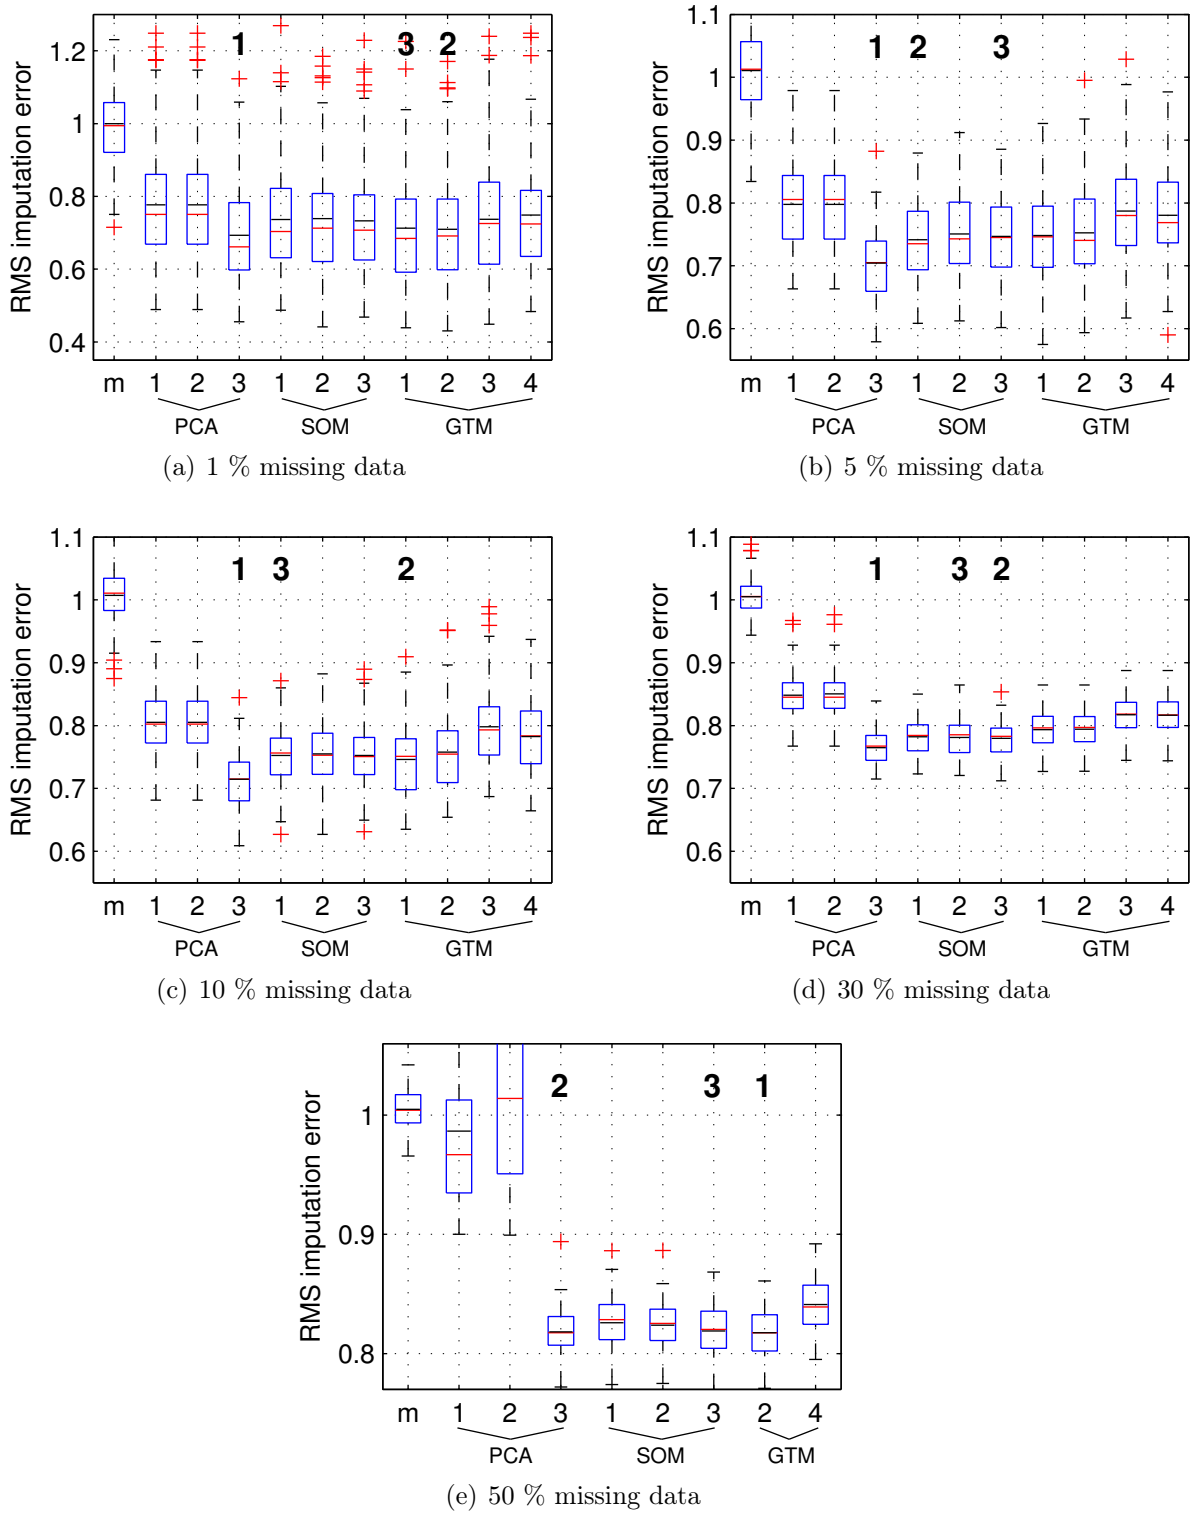 1.2
1
0.8
0.6
0.4
RMS imputation error
1 3 2
m 1 2 3 1 2 3 1 2 3 4
PCA SOM GTM
(a) 1 % missing data
1.1
1
0.9
0.8
0.7
0.6
RMS imputation error
1 2 3
m 1 2 3 1 2 3 1 2 3 4
PCA SOM GTM
(b) 5 % missing data
1.1
1
0.9
0.8
0.7
0.6
RMS imputation error
1 3 2
m 1 2 3 1 2 3 1 2 3 4
PCA SOM GTM
(c) 10 % missing data
1.1
1
0.9
0.8
0.7
0.6
RMS imputation error
1 3 2
m 1 2 3 1 2 3 1 2 3 4
PCA SOM GTM
(d) 30 % missing data
1
0.9
0.8
RMS imputation error
2 3 1
m 1 2 3 1 2 3 2 4
PCA SOM GTM
(e) 50 % missing data